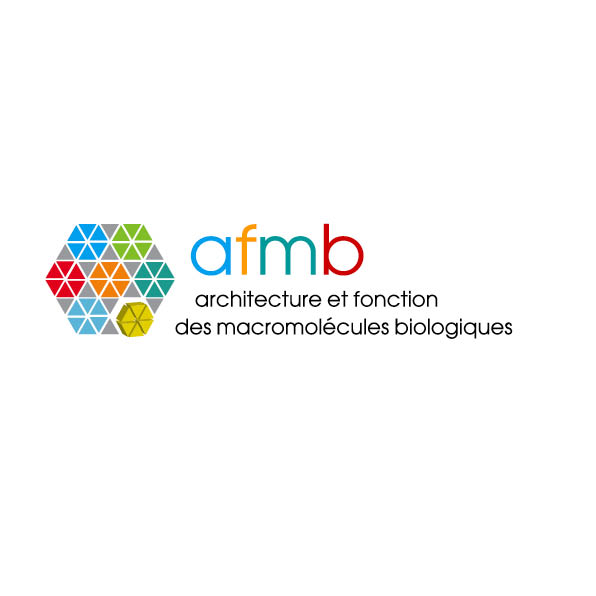 afmb
architecture et fonction
des macromolécules biologiques